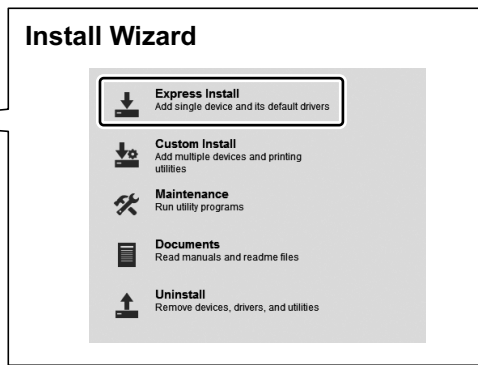 Install Wizard
Express Install
Add single device and its default drivers
Custom Install
Add multiple devices and printing
utilities
Maintenance
Run utility programs
Documents
Read manuals and readme files
Uninstall
Remove devices, drivers, and utilities